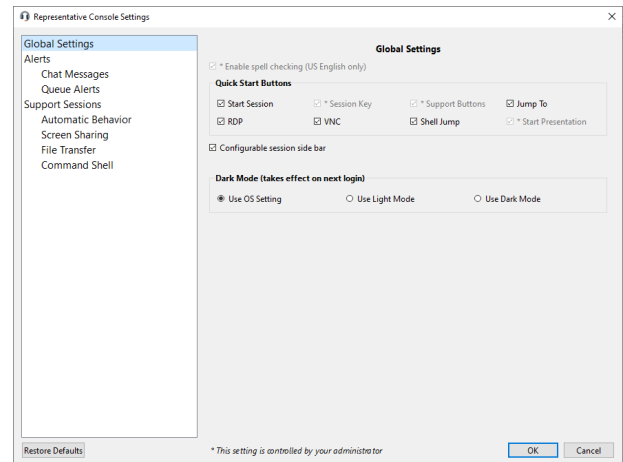 Representative Console Settings
Global Settings
Alerts
Chat Messages
Queue Alerts
Support Sessions
Automatic Behavior
Screen Sharing
File Transfer
Command Shell
Global Settings
* Enable spell checking (US English only)
Quick Start Buttons
Start Session * Session Key * Support Buttons Jump To
RDP VNC Shell Jump * Start Presentation
Configurable session side bar
Dark Mode (takes effect on next login)
Use OS Setting Use Light Mode Use Dark Mode
Restore Defaults * This setting is controlled by your administrator OK Cancel